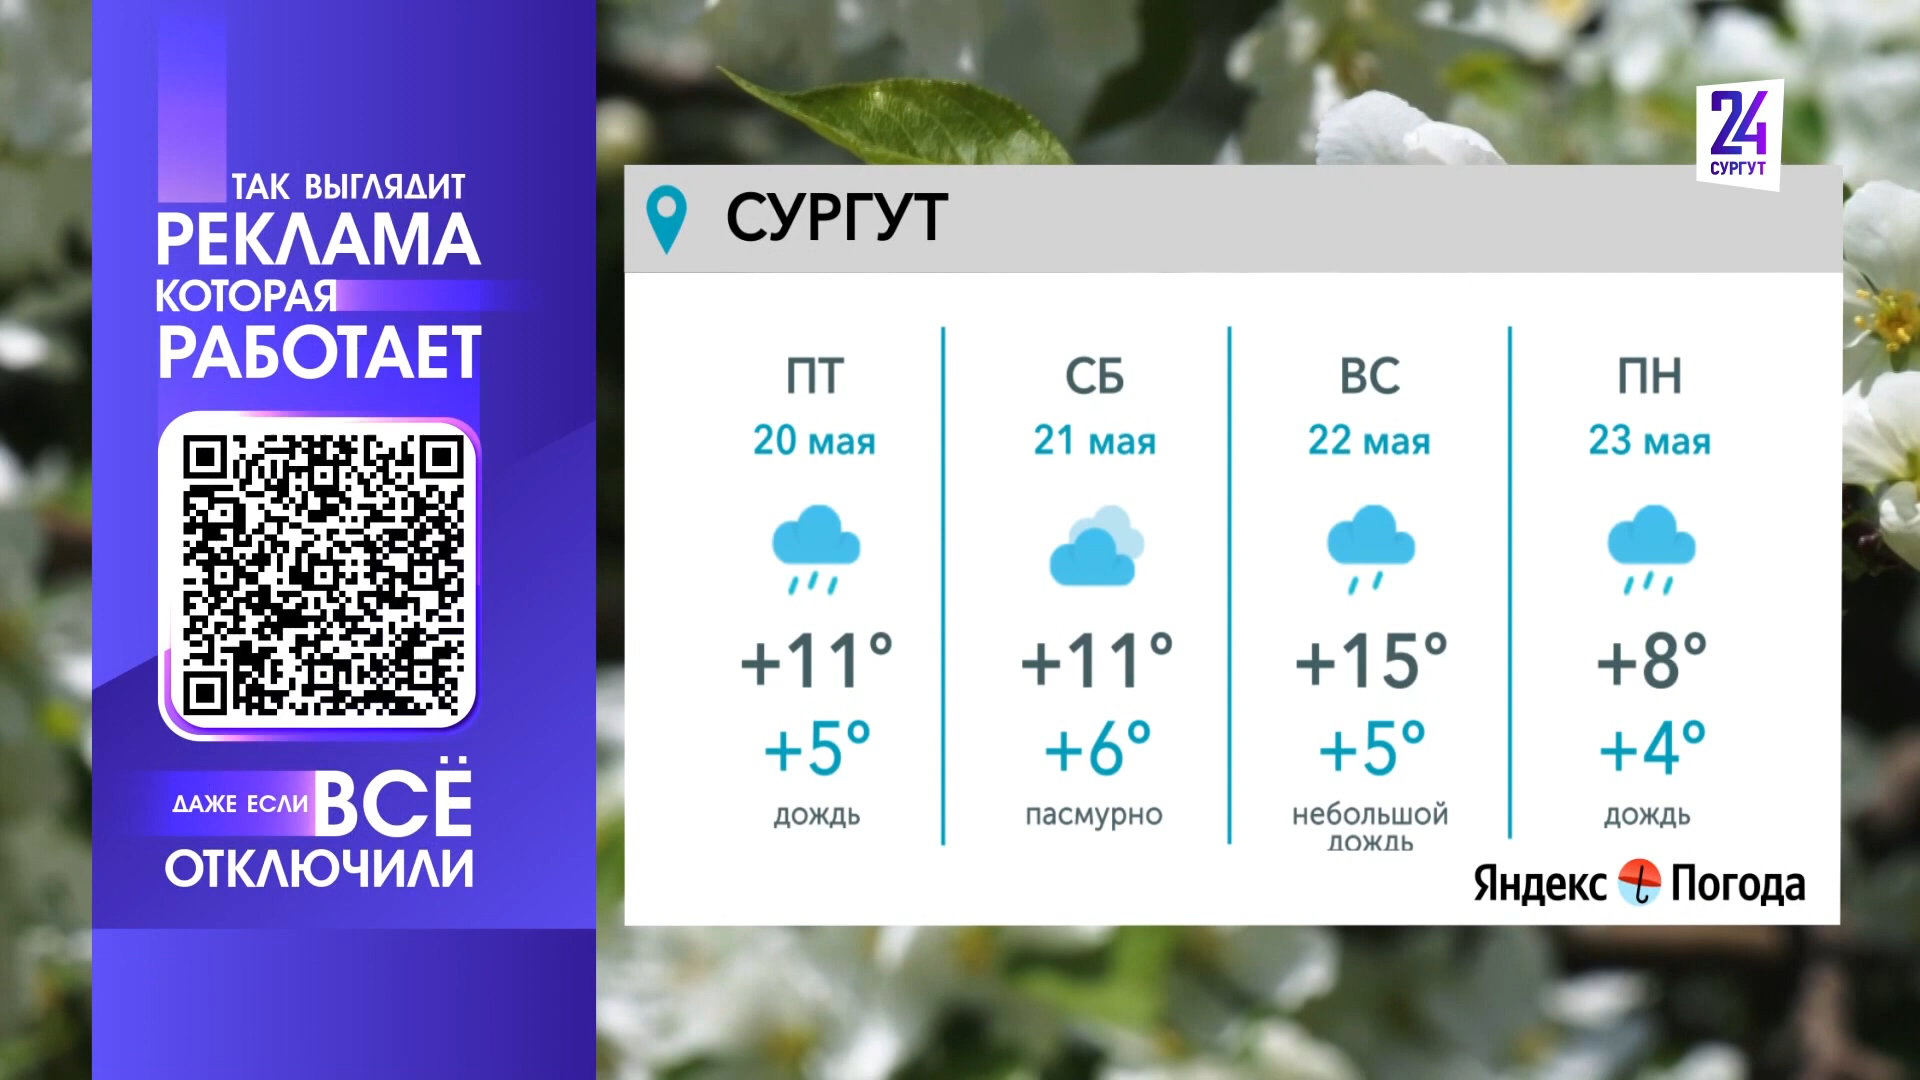 ТАК ВЫГЛЯДИТ
РЕКЛАМА
КОТОРАЯ
РАБОТАЕТ
ДАЖЕ ЕСЛИ ВСЁ
ОТКЛЮЧИЛИ
24
СУРГУТ
СУРГУТ
ПТ
20 мая
+11°
+5°
дождь
СБ
21 мая
+11°
+6°
пасмурно
ВС
22 мая
+15°
+5°
небольшой
дождь
ПН
23 мая
+8°
+4°
дождь
Яндекс Погода